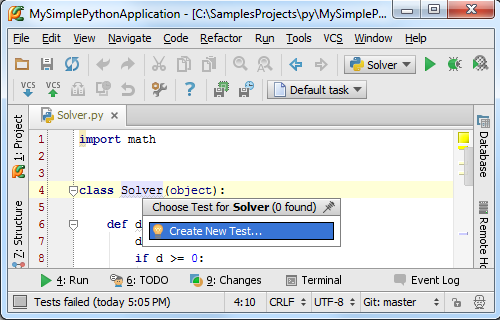 MySimplePythonApplication - [C:\SamplesProjects\py\MySimpleP...
File Edit View Navigate Code Refactor Run Tools VCS Window Help
Solver
VCS VCS Default task
Solver.py
1: Project
Z: Structure
1 import math
2
3
4 class Solver(object):
5
6 def d
7 d
8 if d >= 0:
Choose Test for Solver (0 found)
Create New Test...
Database
Remote Ho
4: Run 6: TODO 9: Changes Terminal Event Log
Tests failed (today 5:05 PM) 4:10 CRLF UTF-8 Git: master